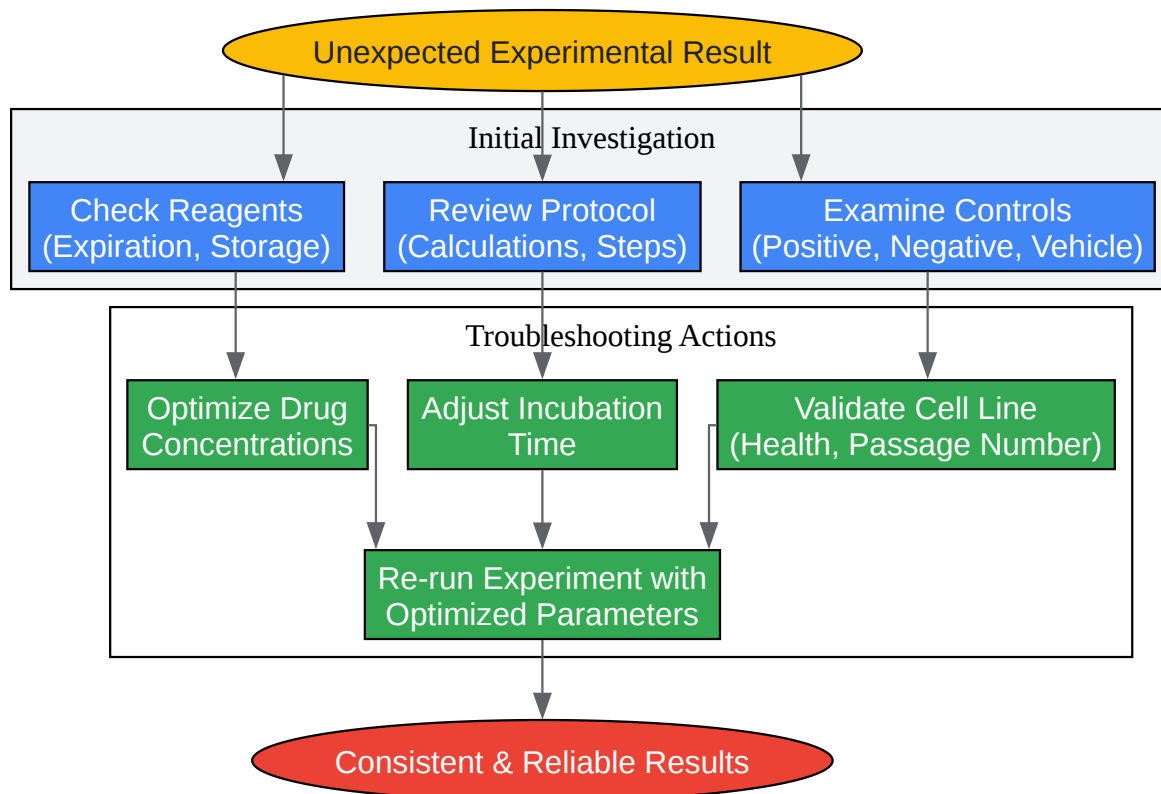 Unexpected Experimental Result
Initial Investigation
Check Reagents
(Expiration, Storage)
Review Protocol
(Calculations, Steps)
Examine Controls
(Positive, Negative, Vehicle)
Troubleshooting Actions
Optimize Drug
Concentrations
Adjust Incubation
Time
Validate Cell Line
(Health, Passage Number)
Re-run Experiment with
Optimized Parameters
Consistent & Reliable Results